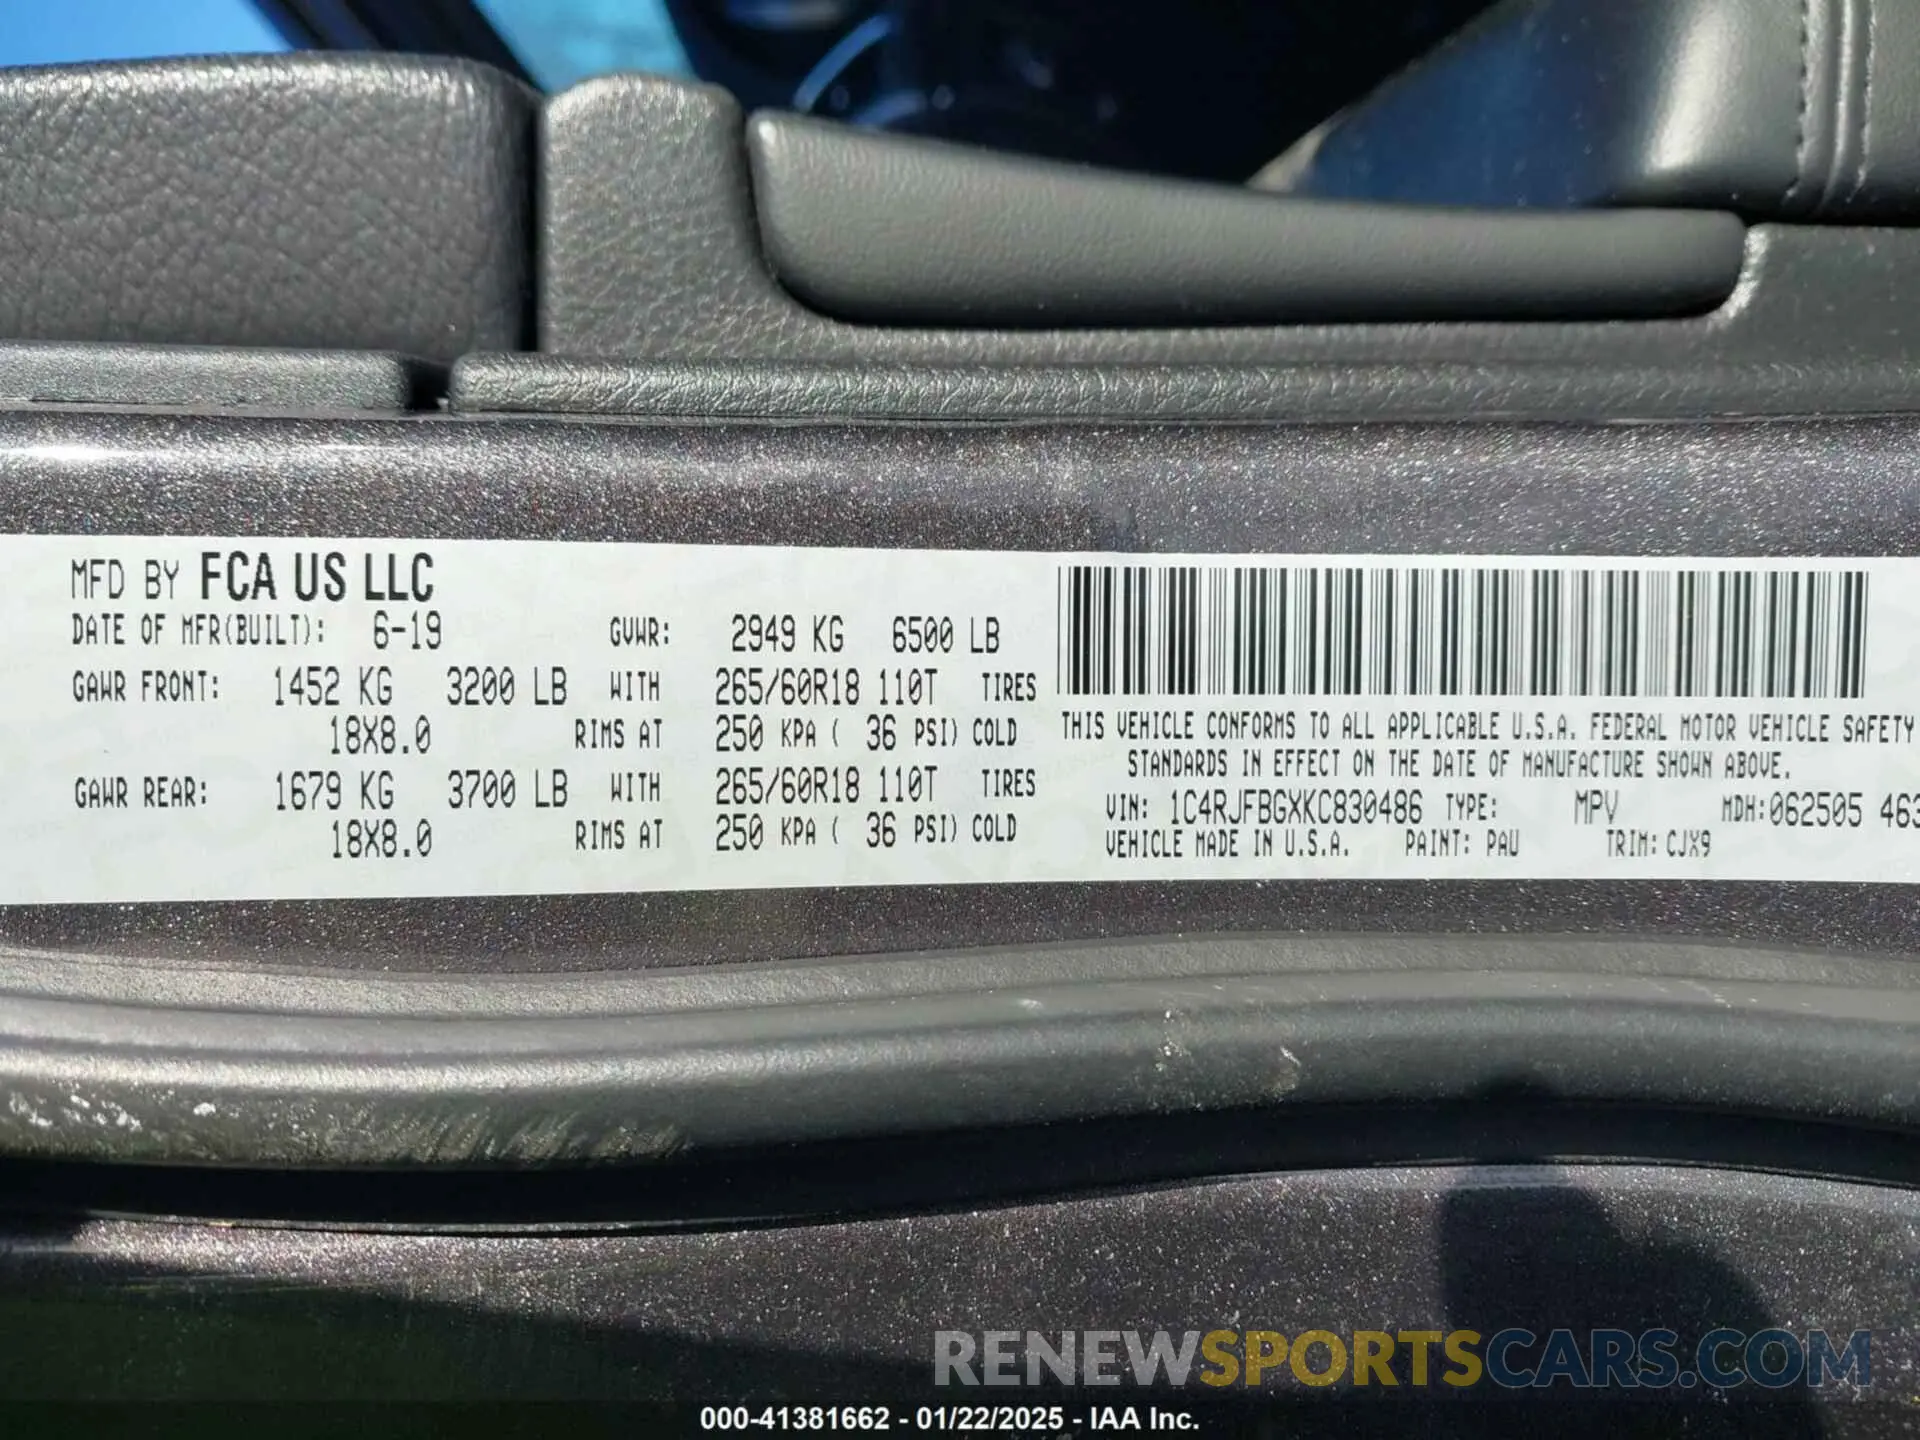 MFD BY FCA US LLC
DATE OF MFR(BUILT): 6-19 GVWR: 2949 KG 6500 LB
GAWR FRONT: 1452 KG 3200 LB WITH 265/60R18 110T TIRES
18X8.0 RIMS AT 250 KPA ( 36 PSI) COLD
GAWR REAR: 1679 KG 3700 LB WITH 265/60R18 110T TIRES
18X8.0 RIMS AT 250 KPA ( 36 PSI) COLD
THIS VEHICLE CONFORMS TO ALL APPLICABLE U.S.A. FEDERAL MOTOR VEHICLE SAFETY
STANDARDS IN EFFECT ON THE DATE OF MANUFACTURE SHOWN ABOVE.
VIN: 1C4RJFBGXKC830486 TYPE: MPV MDH:062505 463
VEHICLE MADE IN U.S.A. PAINT: PAU TRIM: CJX9
RENEWSPORTSCARS.COM
000-41381662 - 01/22/2025 - IAA Inc.